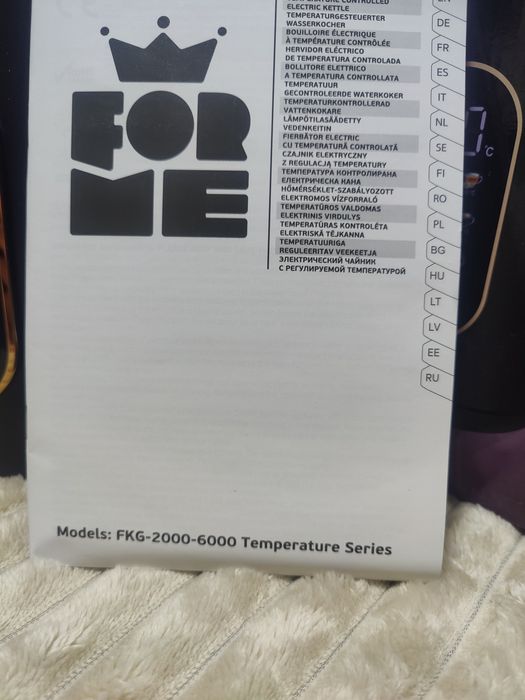 TEMPERATURE CONTROLLED
ELECTRIC KETTLE
TEMPERATURGESTEUERTER
WASSERKOCHER
BOUILLOIRE ÉLECTRIQUE
À TEMPÉRATURE CONTRÔLÉE
HERVIDOR ELÉCTRICO
DE TEMPERATURA CONTROLADA
BOLLITORE ELETTRICO
A TEMPERATURA CONTROLLATA
TEMPERATUUR
GECONTROLEERDE WATERKOKER
TEMPERATURKONTROLLERAD
VATTENKOKARE
LÄMPÖTILASÄÄDETTY
VEDENKEITIN
FIERBĂTOR ELECTRIC
CU TEMPERATURĂ CONTROLATĂ
CZAJNIK ELEKTRYCZNY
Z REGULACJĄ TEMPERATURY
ТЕМПЕРАТУРА КОНТРОЛИРАНА
ЕЛЕКТРИЧЕСКА КАНА
HŐMÉRSÉKLET-SZABÁLYOZOTT
ELEKTROMOS VÍZFORRALÓ
TEMPERATŪROS VALDOMAS
ELEKTRINIS VIRDULYS
TEMPERATŪRAS KONTROLĒTA
ELEKTRISKĀ TĒJKANNA
TEMPERATUURIGA
REGULEERITAV VEEKEETJA
ЭЛЕКТРИЧЕСКИЙ ЧАЙНИК
С РЕГУЛИРУЕМОЙ ТЕМПЕРАТУРОЙ
EN
DE
FR
ES
IT
NL
SE
FI
RO
PL
BG
HU
LT
LV
EE
RU
FOR
ME
°C
Models: FKG-2000-6000 Temperature Series